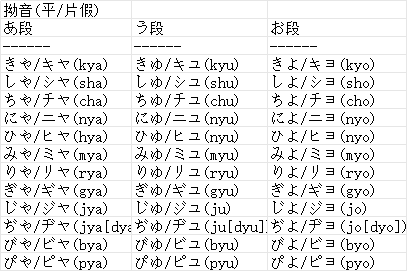 拗音(平/片假)
あ段 う段 お段
------ ------ ------
きゃ/キャ(kya) きゅ/キュ(kyu) きょ/キョ(kyo)
しゃ/シャ(sha) しゅ/シュ(shu) しょ/ショ(sho)
ちゃ/チャ(cha) ちゅ/チュ(chu) ちょ/チョ(cho)
にゃ/ニャ(nya) にゅ/ニュ(nyu) にょ/ニョ(nyo)
ひゃ/ヒャ(hya) ひゅ/ヒュ(hyu) ひょ/ヒョ(hyo)
みゃ/ミャ(mya) みゅ/ミュ(myu) みょ/ミョ(myo)
りゃ/リャ(rya) りゅ/リュ(ryu) りょ/リョ(ryo)
ぎゃ/ギャ(gya) ぎゅ/ギュ(gyu) ぎょ/ギョ(gyo)
じゃ/ジャ(jya) じゅ/ジュ(ju) じょ/ジョ(jo)
ぢゃ/ヂャ(jya[dya ぢゅ/ヂュ(ju[dyu] ぢょ/ヂョ(jo[dyo])
びゃ/ビャ(bya) びゅ/ビュ(byu) びょ/ビョ(byo)
ぴゃ/ピャ(pya) ぴゅ/ピュ(pyu) ぴょ/ピョ(pyo)